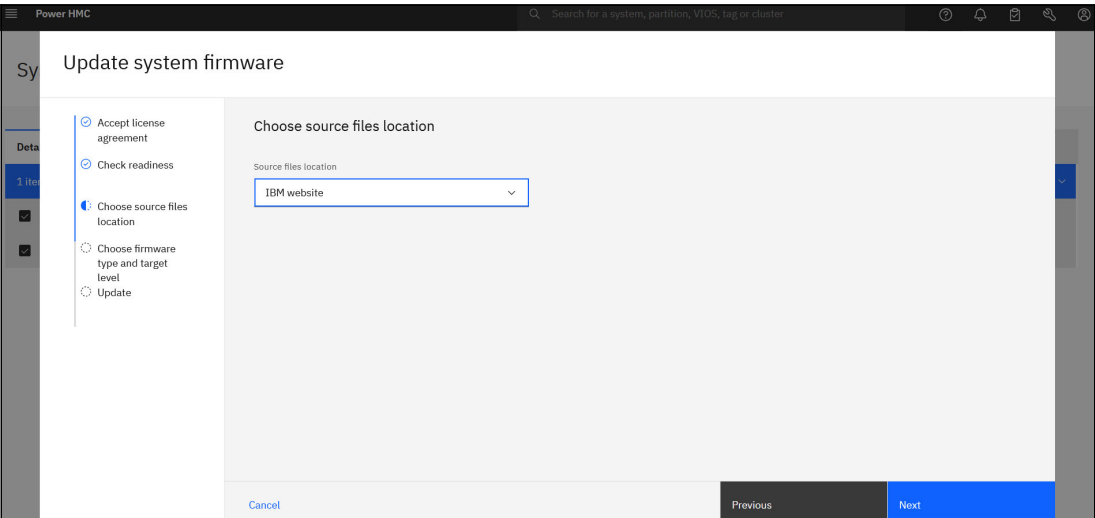 Power HMC
Search for a system, partition, VIOS, tag or cluster
Sy
Update system firmware
Deta
1 iter
Accept license
agreement
Check readiness
Choose source files
location
Choose firmware
type and target
level
Update
Choose source files location
Source files location
IBM website
Cancel
Previous
Next